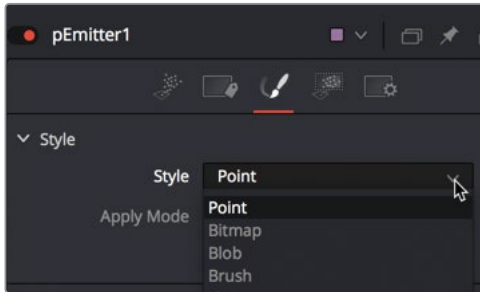 pEmitter1
Style
Style Point
Apply Mode
Point
Bitmap
Blob
Brush